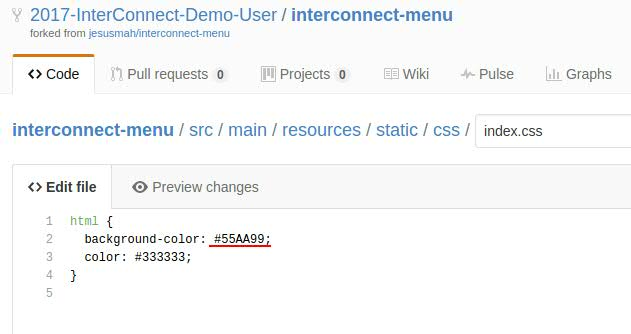 2017-InterConnect-Demo-User / interconnect-menu
forked from jesusmah/interconnect-menu
Code Pull requests 0 Projects 0 Wiki Pulse Graphs
interconnect-menu / src / main / resources / static / css / index.css
Edit file Preview changes
1 html {
2 background-color: #55AA99;
3 color: #333333;
4 }
5